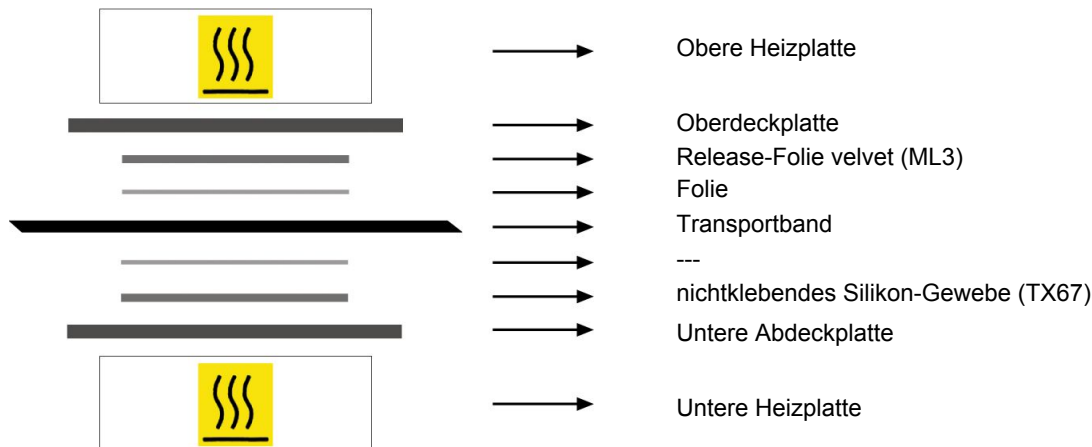 Obere Heizplatte
Oberdeckplatte
Release-Folie velvet (ML3)
Folie
Transportband
---
nichtklebendes Silikon-Gewebe (TX67)
Untere Abdeckplatte
Untere Heizplatte